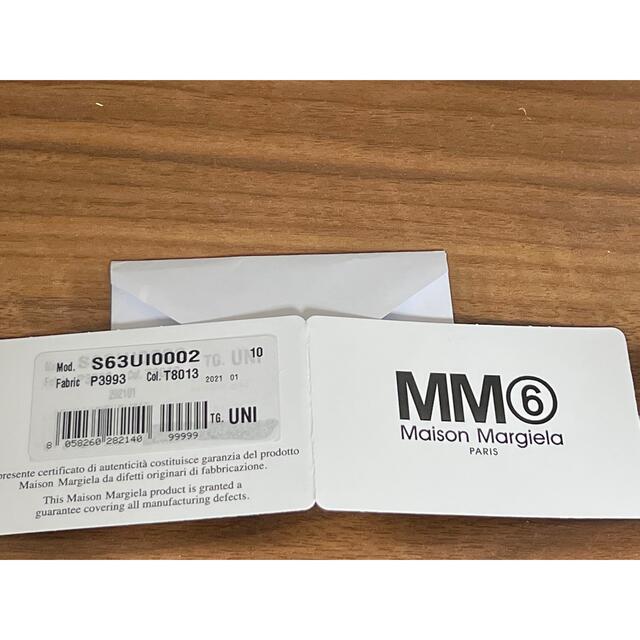 Mod. S63UI0002 10
Fabric P3993 Col. T8013 2021 01
TG. UNI
8 058260 282140 99999
presente certificato di autenticità costituisce garanzia del prodotto
Maison Margiela da difetti originari di fabbricazione.
This Maison Margiela product is granted a
guarantee covering all manufacturing defects.
MM6
Maison Margiela
PARIS